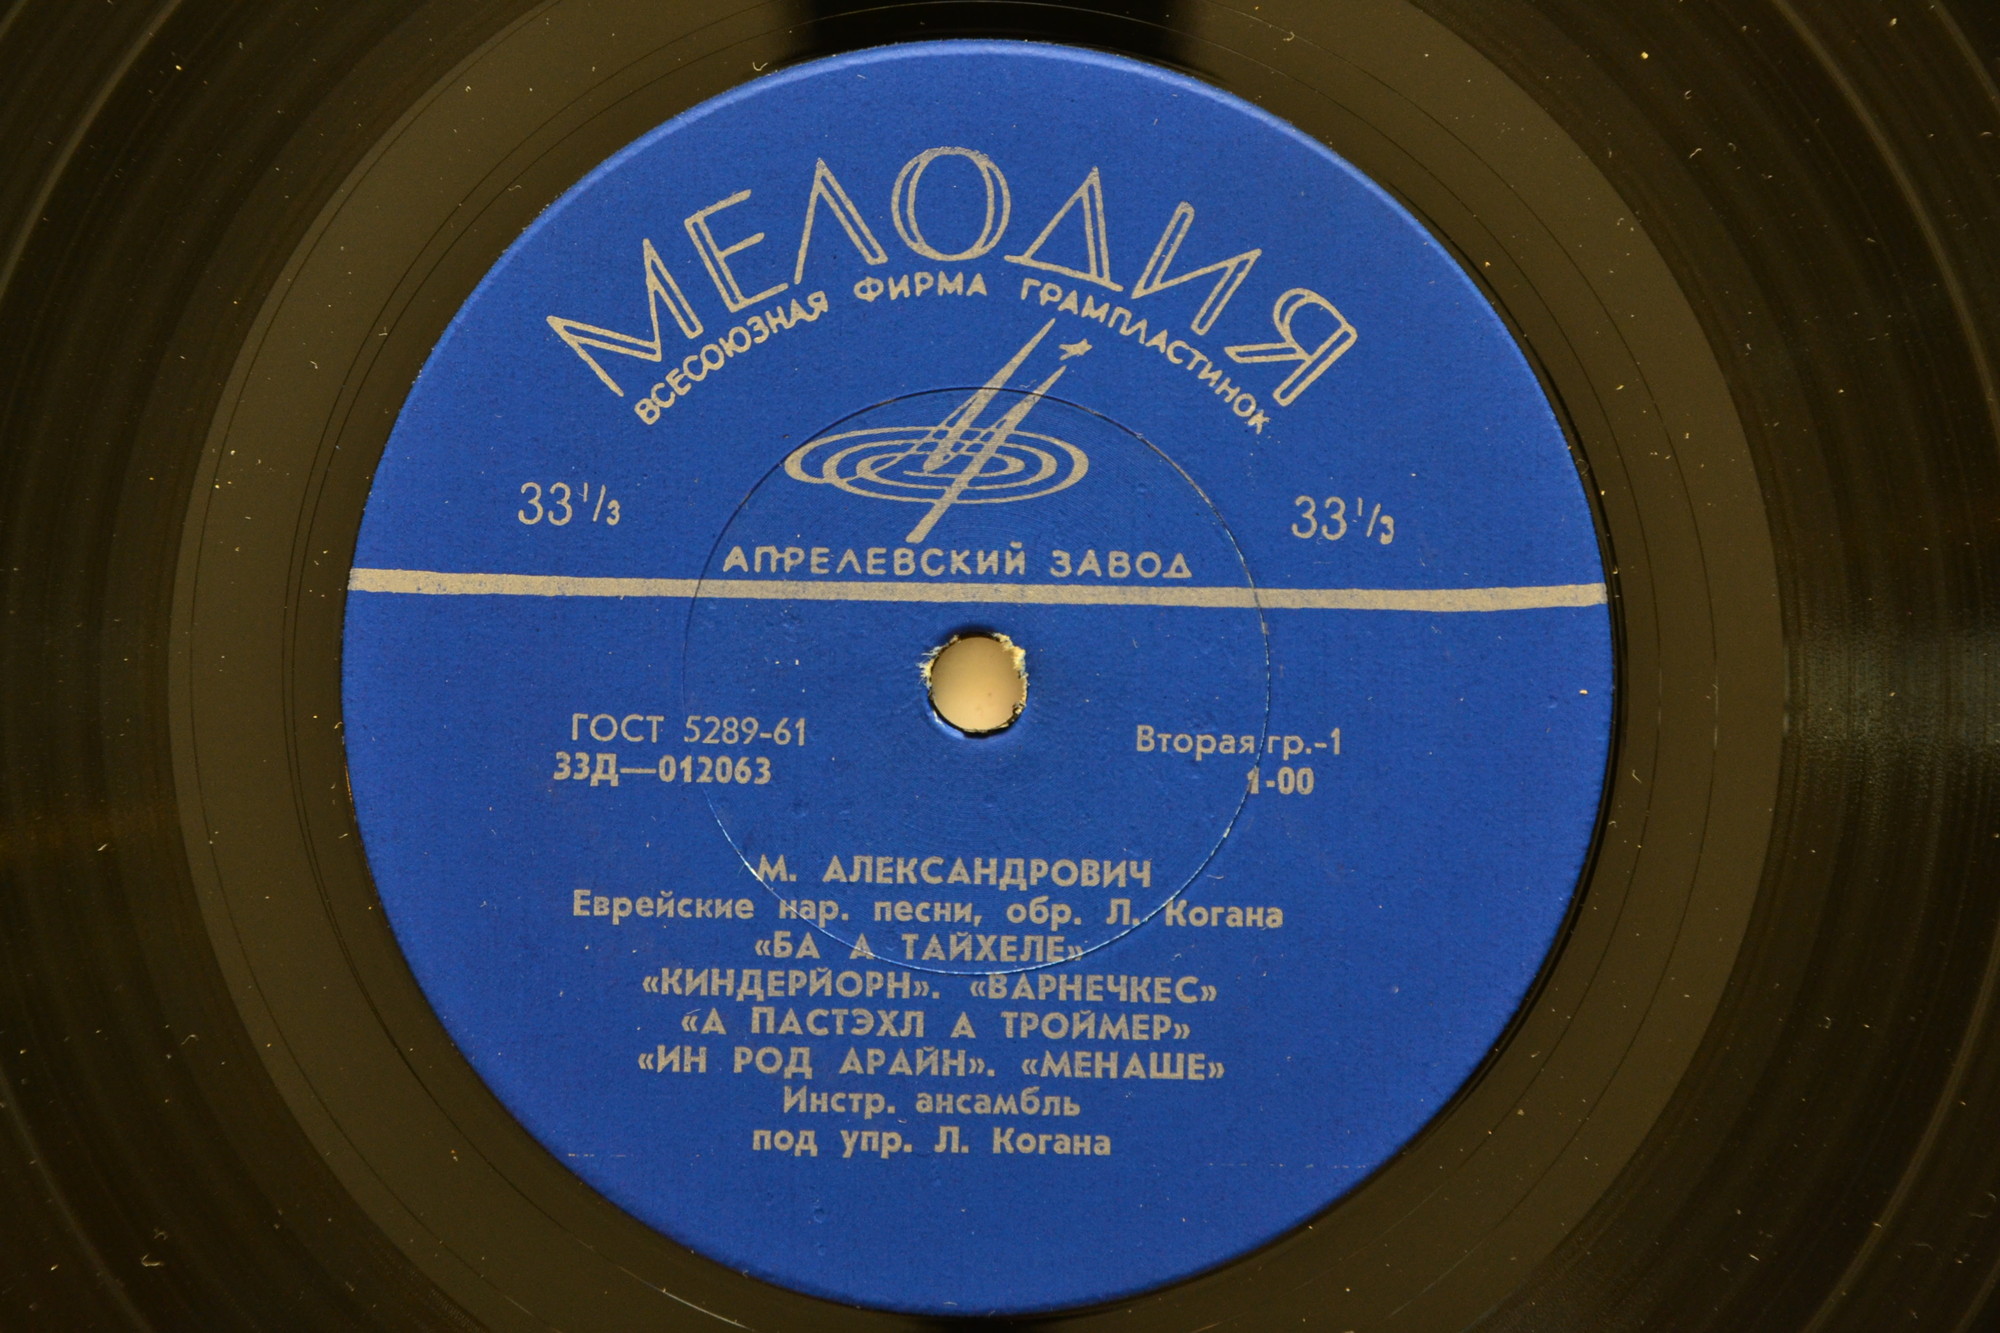 МЕЛОДИЯ
ВСЕСОЮЗНАЯ ФИРМА ГРАМПЛАСТИНОК
33 1/3 33 1/3
АПРЕЛЕВСКИЙ ЗАВОД
ГОСТ 5289-61 Вторая гр.-1
33Д—012063 1-00
М. АЛЕКСАНДРОВИЧ
Еврейские нар. песни, обр. Л. Когана
«БА А ТАЙХЕЛЕ»
«КИНДЕРЙОРН». «ВАРНЕЧКЕС»
«А ПАСТЭХЛ А ТРОЙМЕР»
«ИН РОД АРАЙН». «МЕНАШЕ»
Инстр. ансамбль
под упр. Л. Когана